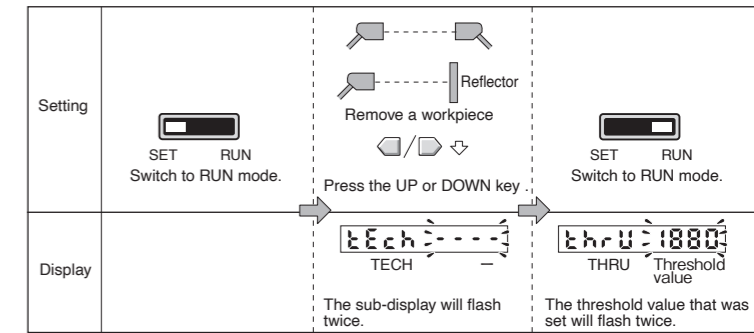 Setting
SET RUN
Switch to RUN mode.
Reflector
Remove a workpiece
/
Press the UP or DOWN key .
SET RUN
Switch to RUN mode.
Display
tEch ----
TECH —
The sub-display will flash
twice.
thrU 1880
THRU Threshold
value
The threshold value that was
set will flash twice.